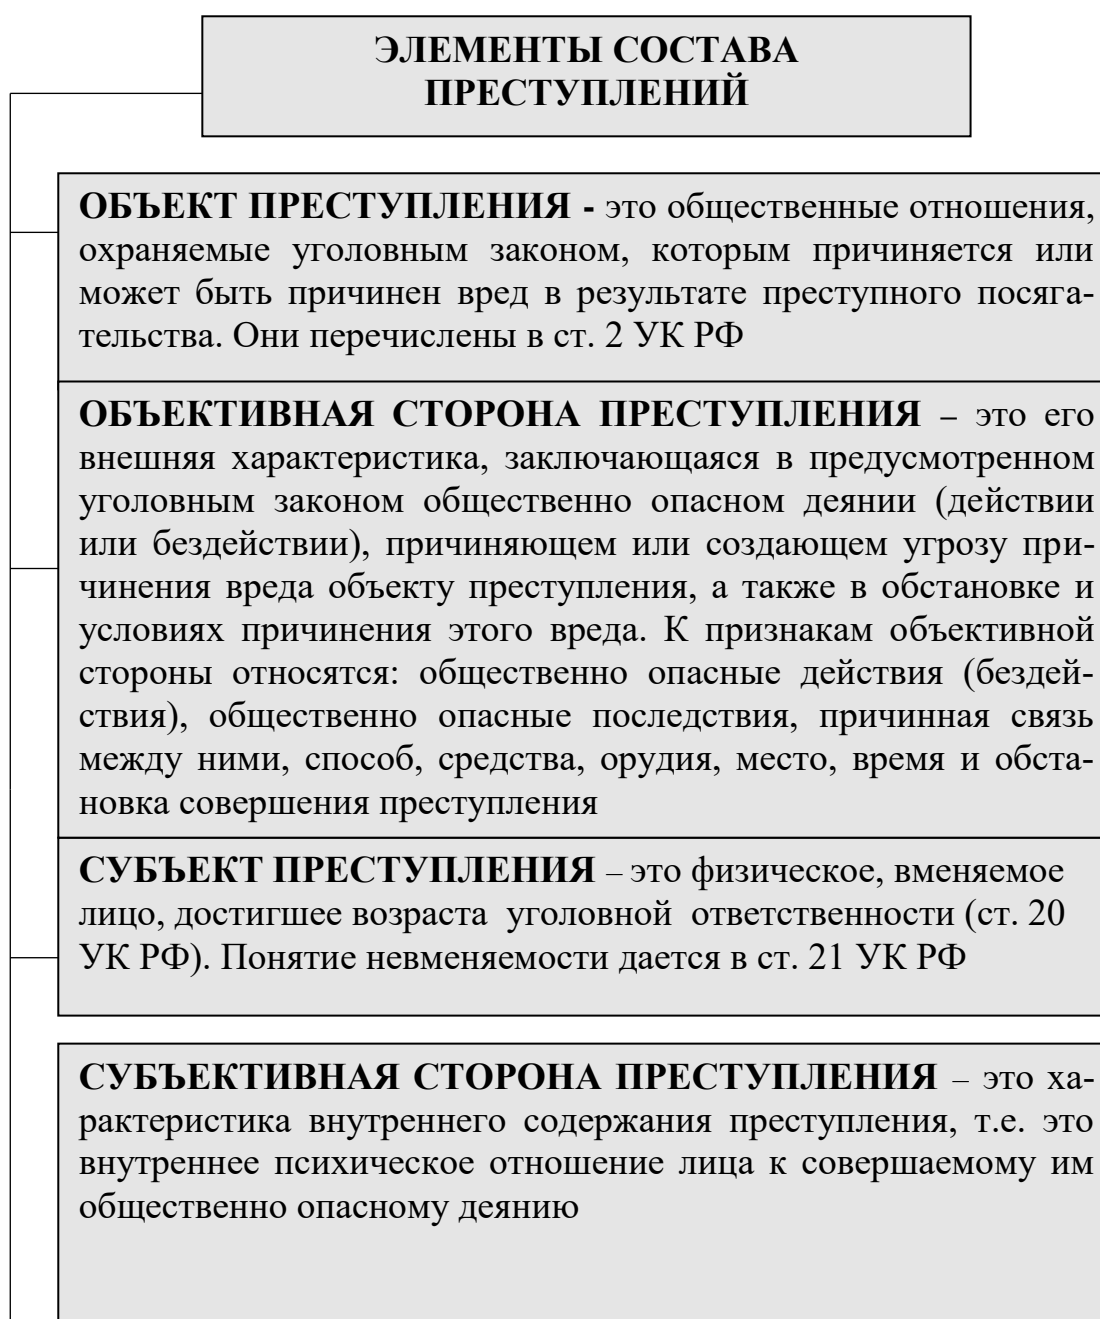 ЭЛЕМЕНТЫ СОСТАВА
ПРЕСТУПЛЕНИЙ
ОБЪЕКТ ПРЕСТУПЛЕНИЯ - это общественные отношения,
охраняемые уголовным законом, которым причиняется или
может быть причинен вред в результате преступного посяга-
тельства. Они перечислены в ст. 2 УК РФ
ОБЪЕКТИВНАЯ СТОРОНА ПРЕСТУПЛЕНИЯ – это его
внешняя характеристика, заключающаяся в предусмотренном
уголовным законом общественно опасном деянии (действии
или бездействии), причиняющем или создающем угрозу при-
чинения вреда объекту преступления, а также в обстановке и
условиях причинения этого вреда. К признакам объективной
стороны относятся: общественно опасные действия (бездей-
ствия), общественно опасные последствия, причинная связь
между ними, способ, средства, орудия, место, время и обста-
новка совершения преступления
СУБЪЕКТ ПРЕСТУПЛЕНИЯ – это физическое, вменяемое
лицо, достигшее возраста уголовной ответственности (ст. 20
УК РФ). Понятие невменяемости дается в ст. 21 УК РФ
СУБЪЕКТИВНАЯ СТОРОНА ПРЕСТУПЛЕНИЯ – это ха-
рактеристика внутреннего содержания преступления, т.е. это
внутреннее психическое отношение лица к совершаемому им
общественно опасному деянию